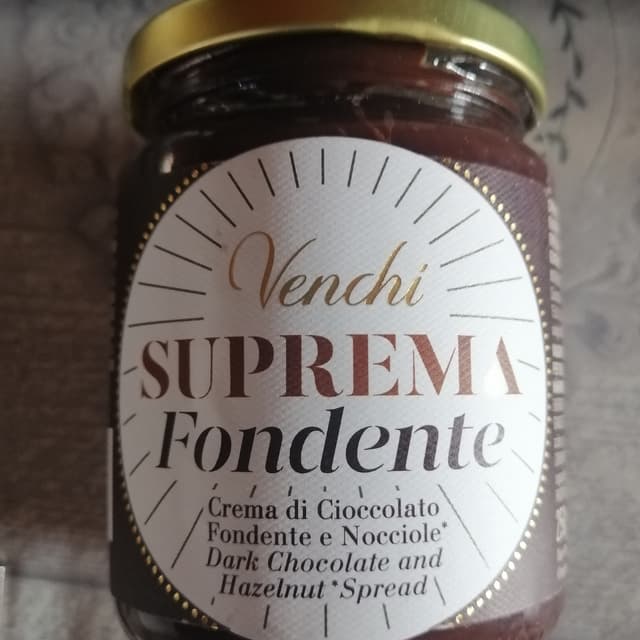 Venchi
SUPREMA
Fondente
Crema di Cioccolato
Fondente e Nocciole*
Dark Chocolate and
Hazelnut *Spread